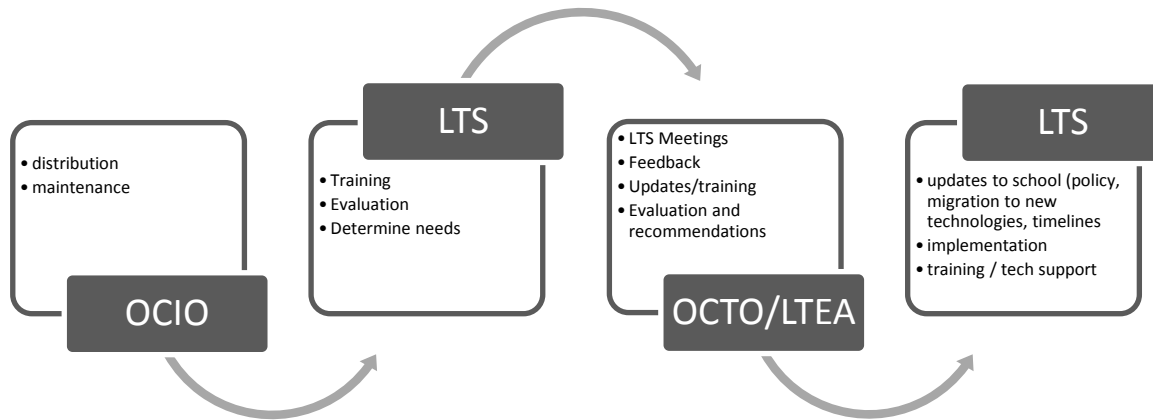 • distribution
• maintenance
OCIO
LTS
• Training
• Evaluation
• Determine needs
• LTS Meetings
• Feedback
• Updates/training
• Evaluation and
recommendations
OCTO/LTEA
LTS
• updates to school (policy,
migration to new
technologies, timelines
• implementation
• training / tech support